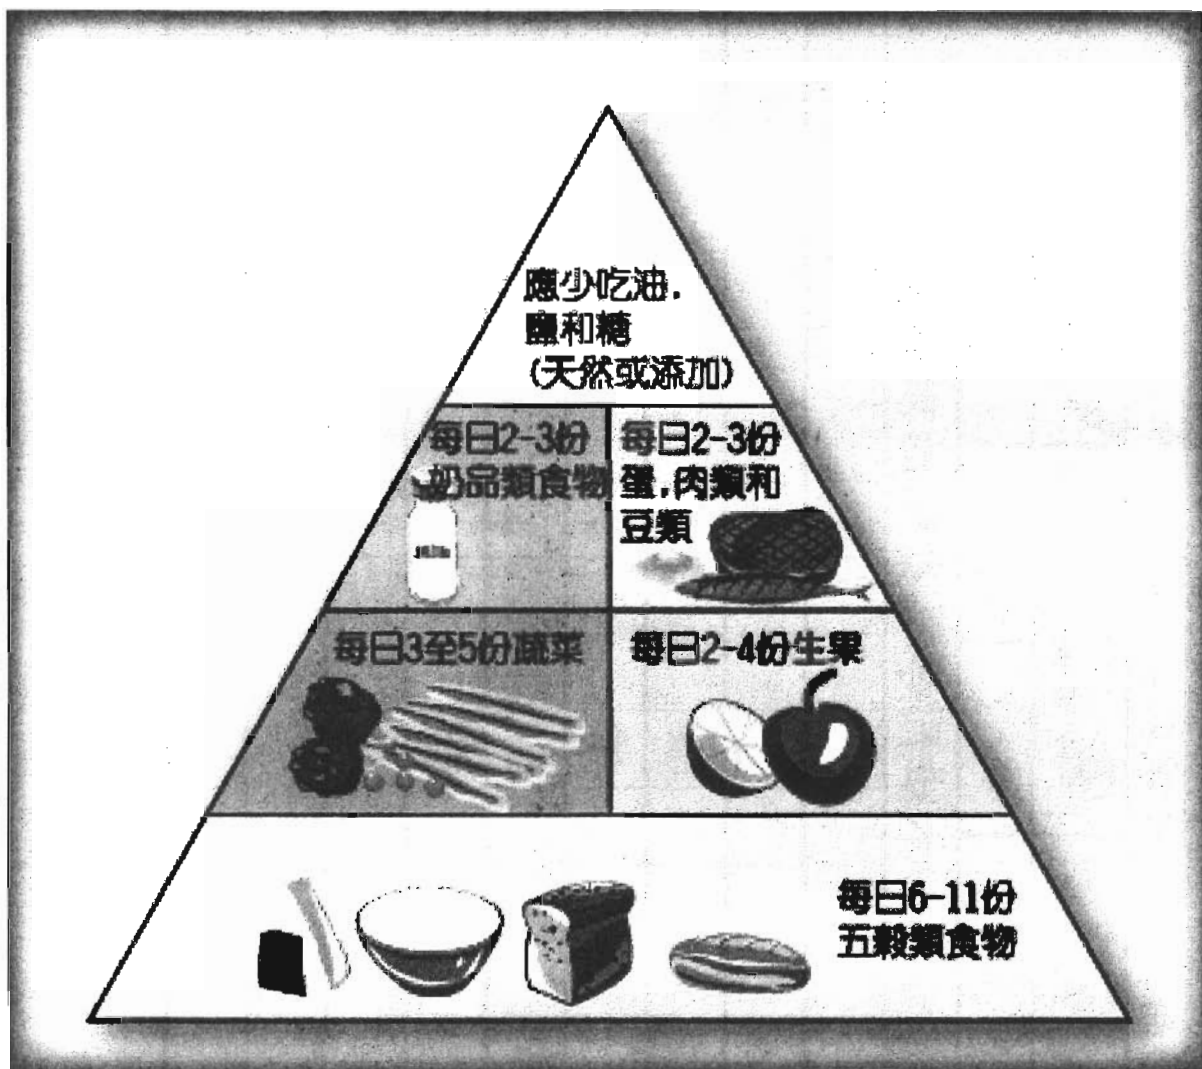 應少吃油，
鹽和糖
(天然或添加)
每日2-3份
奶品類食物
每日2-3份
蛋，肉類和
豆類
每日3至5份蔬菜
每日2-4份生果
每日6-11份
五穀類食物